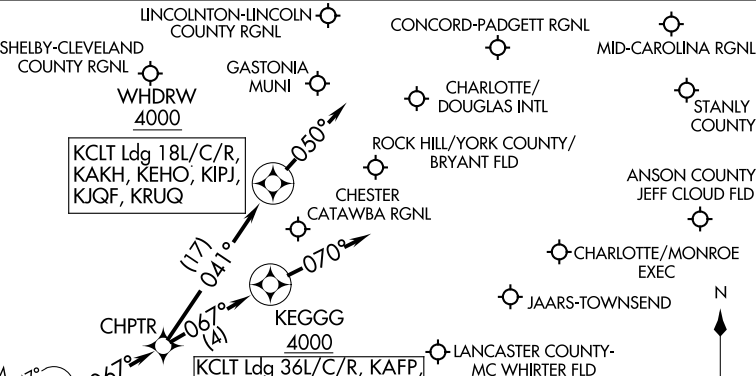 LINCOLNTON-LINCOLN
COUNTY RGNL
CONCORD-PADGETT RGNL
MID-CAROLINA RGNL
SHELBY-CLEVELAND
COUNTY RGNL
GASTONIA
MUNI
WHDRW
4000
CHARLOTTE/
DOUGLAS INTL
STANLY
COUNTY
KCLT Ldg 18L/C/R,
KAKH, KEHO, KIPJ,
KJQF, KRUQ
050°
ROCK HILL/YORK COUNTY/
BRYANT FLD
ANSON COUNTY
JEFF CLOUD FLD
CHESTER
CATAWBA RGNL
(17)
041°
070°
CHARLOTTE/MONROE
EXEC
N
JAARS-TOWNSEND
CHPTR
067°
(4)
KEGGG
4000
KCLT Ldg 36L/C/R, KAFP,
LANCASTER COUNTY-
MC WHIRTER FLD
067°